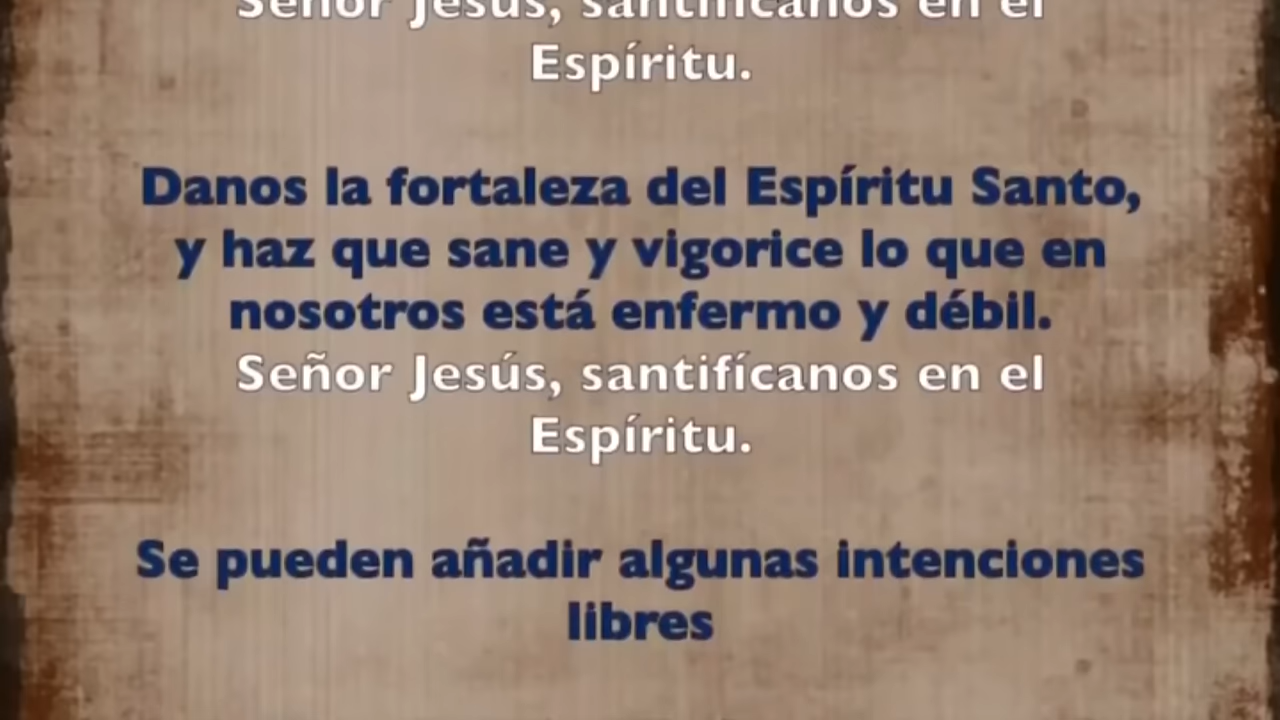 Señor Jesús, santifícanos en el
Espíritu.
Danos la fortaleza del Espíritu Santo,
y haz que sane y vigorice lo que en
nosotros está enfermo y débil.
Señor Jesús, santifícanos en el
Espíritu.
Se pueden añadir algunas intenciones
libres